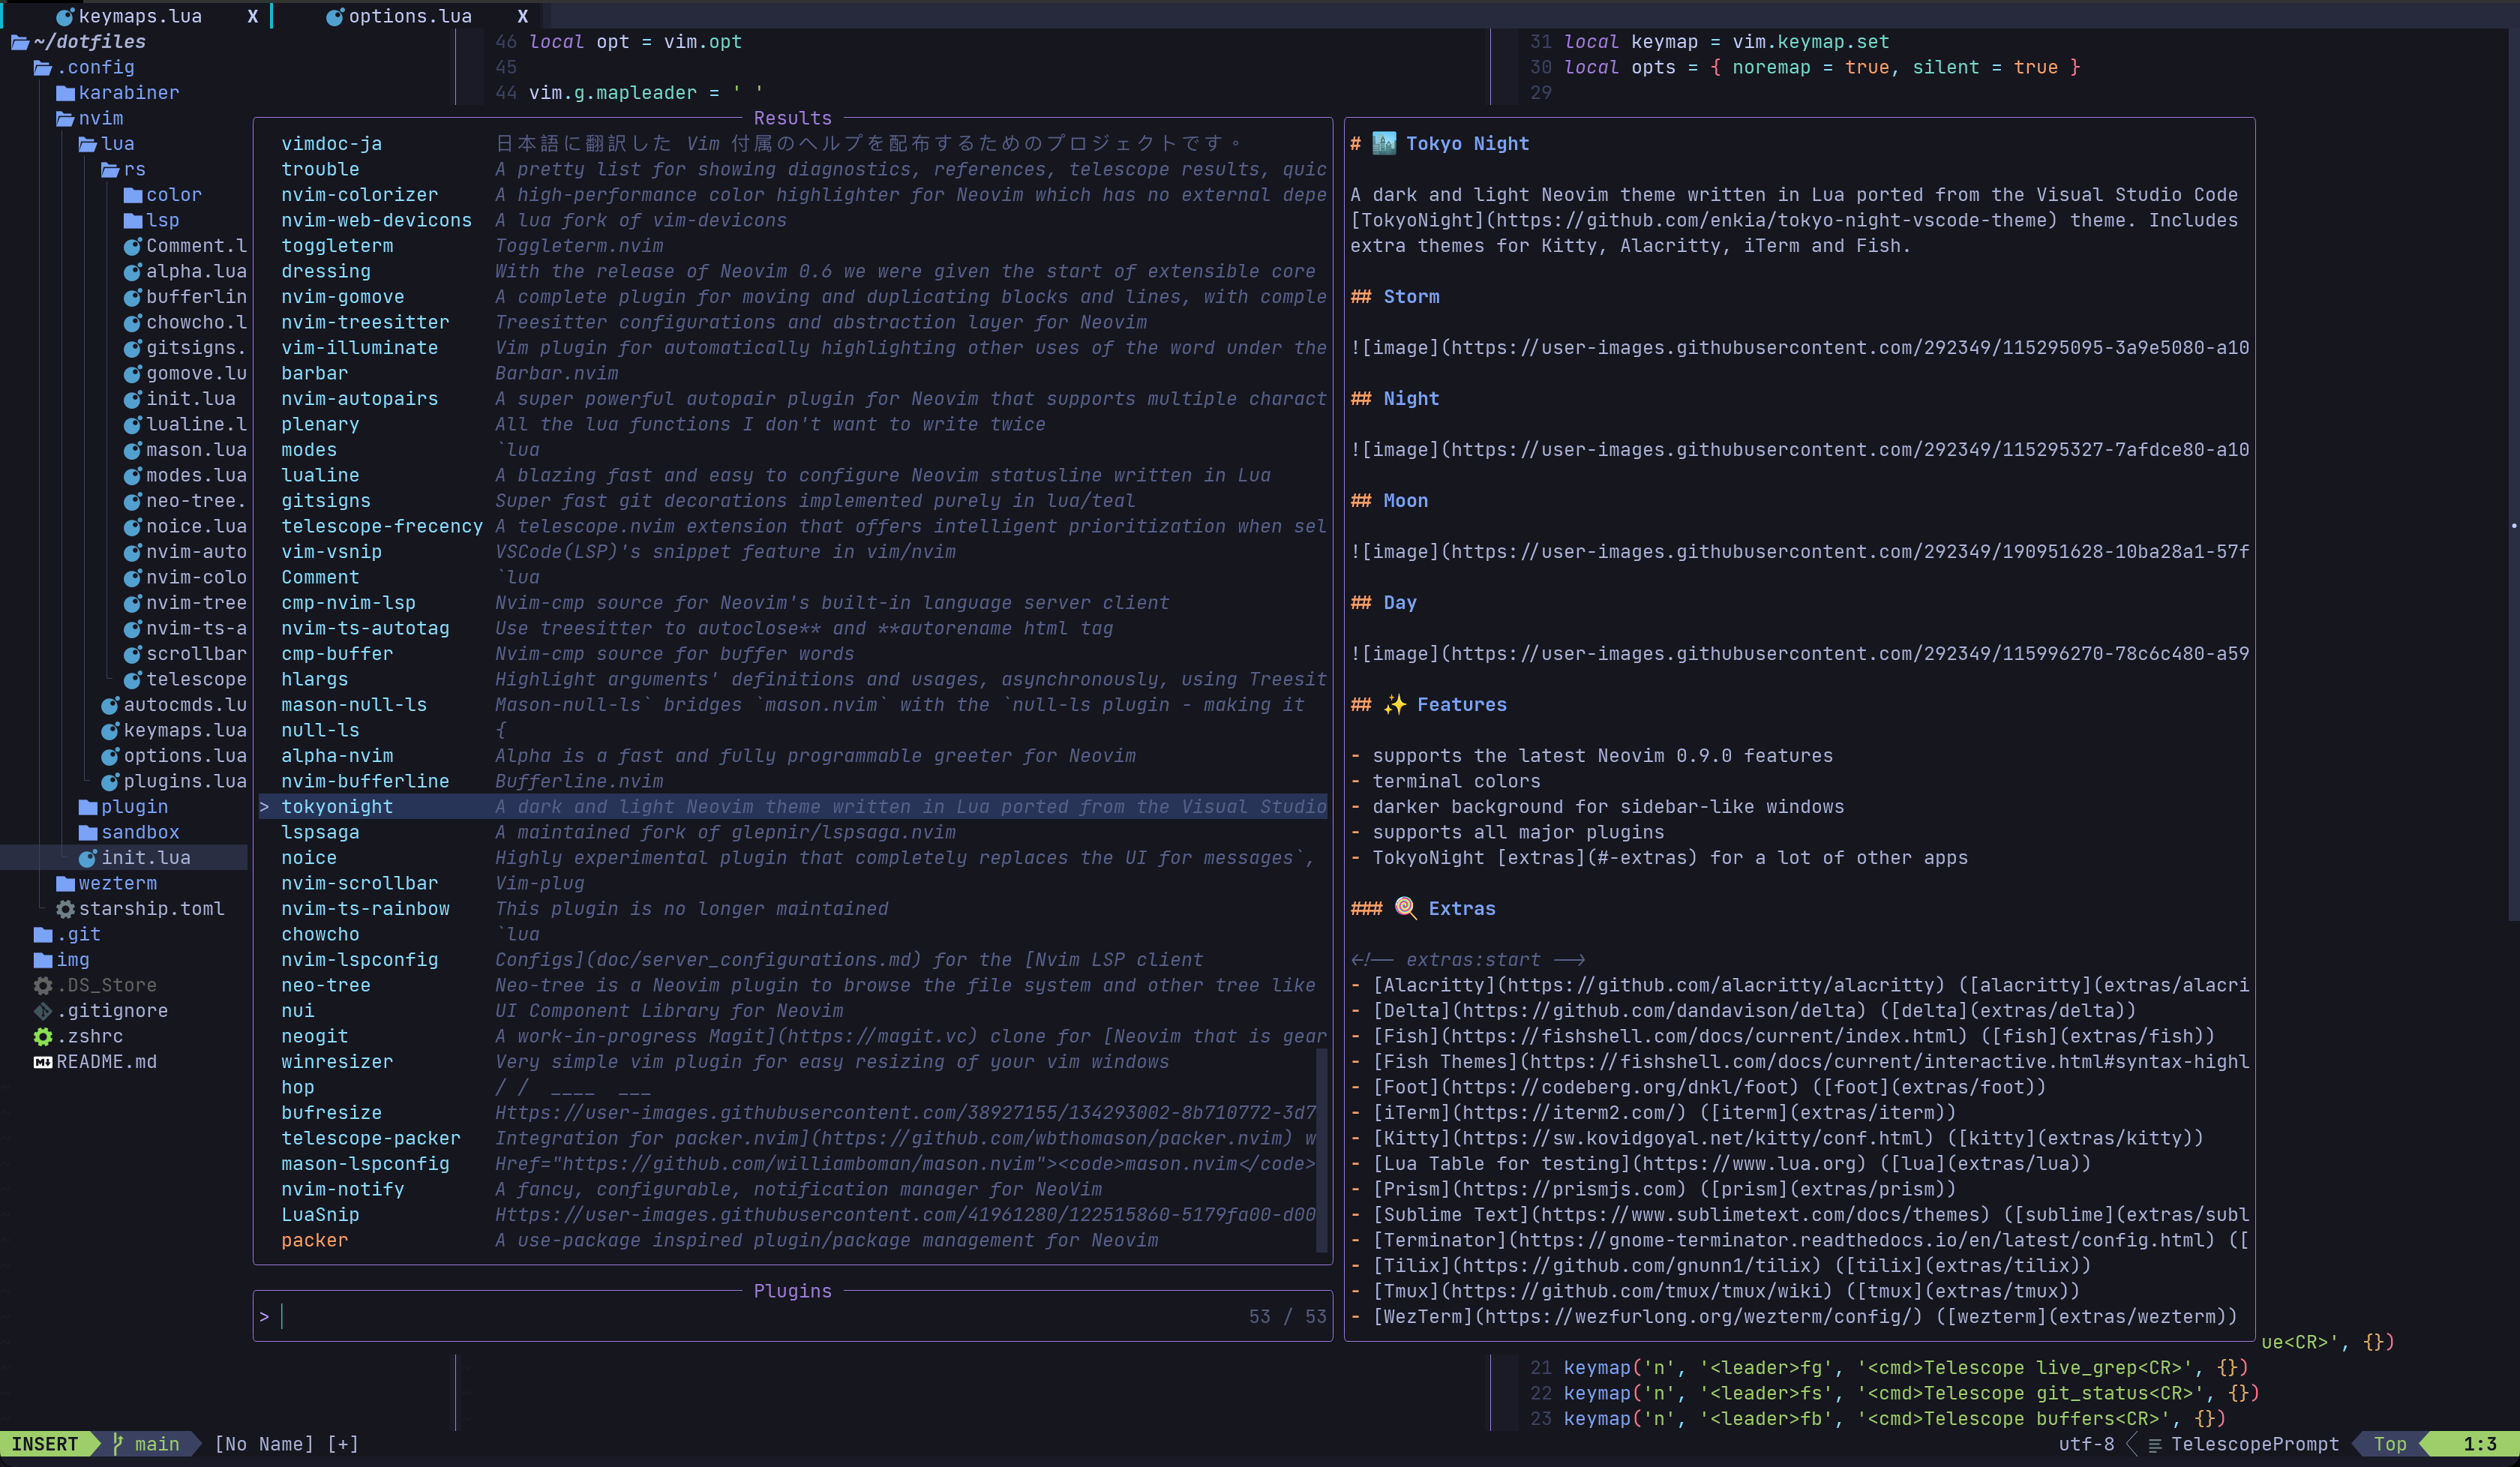 keymaps.lua X options.lua X
~/dotfiles
.config
karabiner
nvim
lua
rs
color
lsp
Comment.l
alpha.lua
bufferlin
chowcho.l
gitsigns.
gomove.lu
init.lua
lualine.l
mason.lua
modes.lua
neo-tree.
noice.lua
nvim-auto
nvim-colo
nvim-tree
nvim-ts-a
scrollbar
telescope
autocmds.lu
keymaps.lua
options.lua
plugins.lua
plugin
sandbox
init.lua
wezterm
starship.toml
.git
img
.DS_Store
.gitignore
.zshrc
README.md
46 local opt = vim.opt
45
44 vim.g.mapleader = ' '
31 local keymap = vim.keymap.set
30 local opts = { noremap = true, silent = true }
29
Results
vimdoc-ja 日本語に翻訳した Vim 付属のヘルプを配布するためのプロジェクトです。
trouble A pretty list for showing diagnostics, references, telescope results, quic
nvim-colorizer A high-performance color highlighter for Neovim which has no external depe
nvim-web-devicons A lua fork of vim-devicons
toggleterm Toggleterm.nvim
dressing With the release of Neovim 0.6 we were given the start of extensible core
nvim-gomove A complete plugin for moving and duplicating blocks and lines, with comple
nvim-treesitter Treesitter configurations and abstraction layer for Neovim
vim-illuminate Vim plugin for automatically highlighting other uses of the word under the
barbar Barbar.nvim
nvim-autopairs A super powerful autopair plugin for Neovim that supports multiple charact
plenary All the lua functions I don't want to write twice
modes `lua
lualine A blazing fast and easy to configure Neovim statusline written in Lua
gitsigns Super fast git decorations implemented purely in lua/teal
telescope-frecency A telescope.nvim extension that offers intelligent prioritization when sel
vim-vsnip VSCode(LSP)'s snippet feature in vim/nvim
Comment `lua
cmp-nvim-lsp Nvim-cmp source for Neovim's built-in language server client
nvim-ts-autotag Use treesitter to autoclose** and **autorename html tag
cmp-buffer Nvim-cmp source for buffer words
hlargs Highlight arguments' definitions and usages, asynchronously, using Treesit
mason-null-ls Mason-null-ls` bridges `mason.nvim` with the `null-ls plugin - making it
null-ls {
alpha-nvim Alpha is a fast and fully programmable greeter for Neovim
nvim-bufferline Bufferline.nvim
> tokyonight A dark and light Neovim theme written in Lua ported from the Visual Studio
lspsaga A maintained fork of glepnir/lspsaga.nvim
noice Highly experimental plugin that completely replaces the UI for messages`,
nvim-scrollbar Vim-plug
nvim-ts-rainbow This plugin is no longer maintained
chowcho `lua
nvim-lspconfig Configs](doc/server_configurations.md) for the [Nvim LSP client
neo-tree Neo-tree is a Neovim plugin to browse the file system and other tree like
nui UI Component Library for Neovim
neogit A work-in-progress Magit](https://magit.vc) clone for [Neovim that is gear
winresizer Very simple vim plugin for easy resizing of your vim windows
hop / / ____ ___
bufresize Https://user-images.githubusercontent.com/38927155/134293002-8b710772-3d7
telescope-packer Integration for packer.nvim](https://github.com/wbthomason/packer.nvim) w
mason-lspconfig Href="https://github.com/williamboman/mason.nvim"><code>mason.nvim</code>
nvim-notify A fancy, configurable, notification manager for NeoVim
LuaSnip Https://user-images.githubusercontent.com/41961280/122515860-5179fa00-d00
packer A use-package inspired plugin/package management for Neovim
Plugins
> 53 / 53
# 🏙 Tokyo Night
A dark and light Neovim theme written in Lua ported from the Visual Studio Code
[TokyoNight](https://github.com/enkia/tokyo-night-vscode-theme) theme. Includes
extra themes for Kitty, Alacritty, iTerm and Fish.
## Storm
![image](https://user-images.githubusercontent.com/292349/115295095-3a9e5080-a10
## Night
![image](https://user-images.githubusercontent.com/292349/115295327-7afdce80-a10
## Moon
![image](https://user-images.githubusercontent.com/292349/190951628-10ba28a1-57f
## Day
![image](https://user-images.githubusercontent.com/292349/115996270-78c6c480-a59
## ✨ Features
- supports the latest Neovim 0.9.0 features
- terminal colors
- darker background for sidebar-like windows
- supports all major plugins
- TokyoNight [extras](#-extras) for a lot of other apps
### 🍭 Extras
<!-- extras:start -->
- [Alacritty](https://github.com/alacritty/alacritty) ([alacritty](extras/alacri
- [Delta](https://github.com/dandavison/delta) ([delta](extras/delta))
- [Fish](https://fishshell.com/docs/current/index.html) ([fish](extras/fish))
- [Fish Themes](https://fishshell.com/docs/current/interactive.html#syntax-highl
- [Foot](https://codeberg.org/dnkl/foot) ([foot](extras/foot))
- [iTerm](https://iterm2.com/) ([iterm](extras/iterm))
- [Kitty](https://sw.kovidgoyal.net/kitty/conf.html) ([kitty](extras/kitty))
- [Lua Table for testing](https://www.lua.org) ([lua](extras/lua))
- [Prism](https://prismjs.com) ([prism](extras/prism))
- [Sublime Text](https://www.sublimetext.com/docs/themes) ([sublime](extras/subl
- [Terminator](https://gnome-terminator.readthedocs.io/en/latest/config.html) ([
- [Tilix](https://github.com/gnunn1/tilix) ([tilix](extras/tilix))
- [Tmux](https://github.com/tmux/tmux/wiki) ([tmux](extras/tmux))
- [WezTerm](https://wezfurlong.org/wezterm/config/) ([wezterm](extras/wezterm))
ue<CR>', {})
21 keymap('n', '<leader>fg', '<cmd>Telescope live_grep<CR>', {})
22 keymap('n', '<leader>fs', '<cmd>Telescope git_status<CR>', {})
23 keymap('n', '<leader>fb', '<cmd>Telescope buffers<CR>', {})
INSERT main [No Name] [+] utf-8 TelescopePrompt Top 1:3